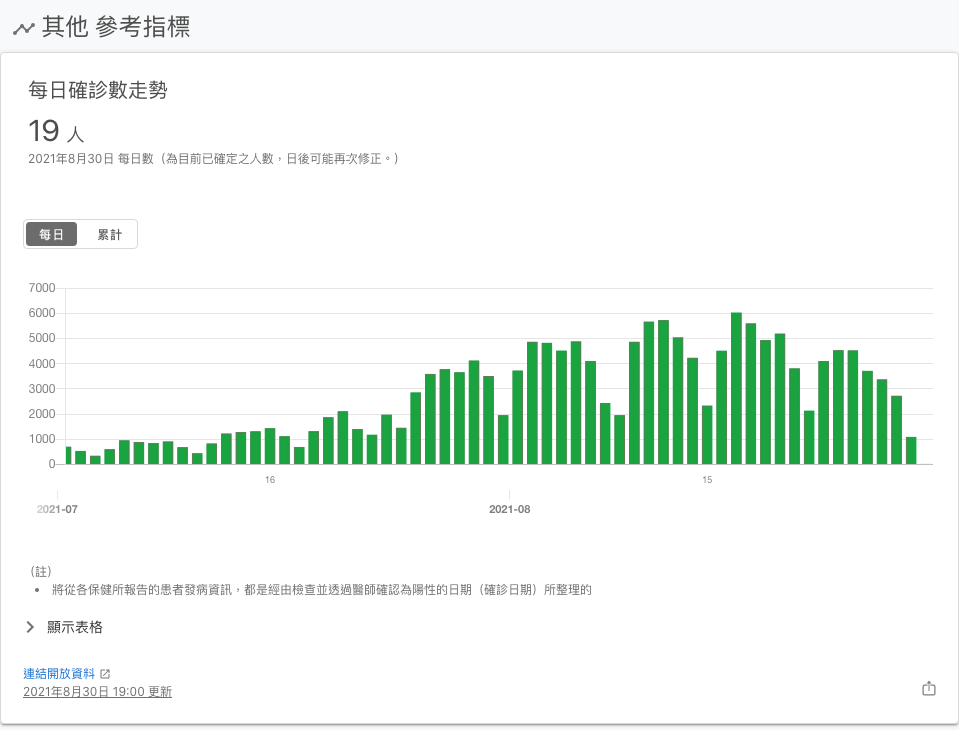 其他 參考指標
每日確診數走勢
19 人
2021年8月30日 每日數（為目前已確定之人數，日後可能再次修正。）
每日 累計
7000
6000
5000
4000
3000
2000
1000
0
16 15
2021-07 2021-08
（註）
• 將從各保健所報告的患者發病資訊，都是經由檢查並透過醫師確認為陽性的日期（確診日期）所整理的
顯示表格
連結開放資料
2021年8月30日 19:00 更新